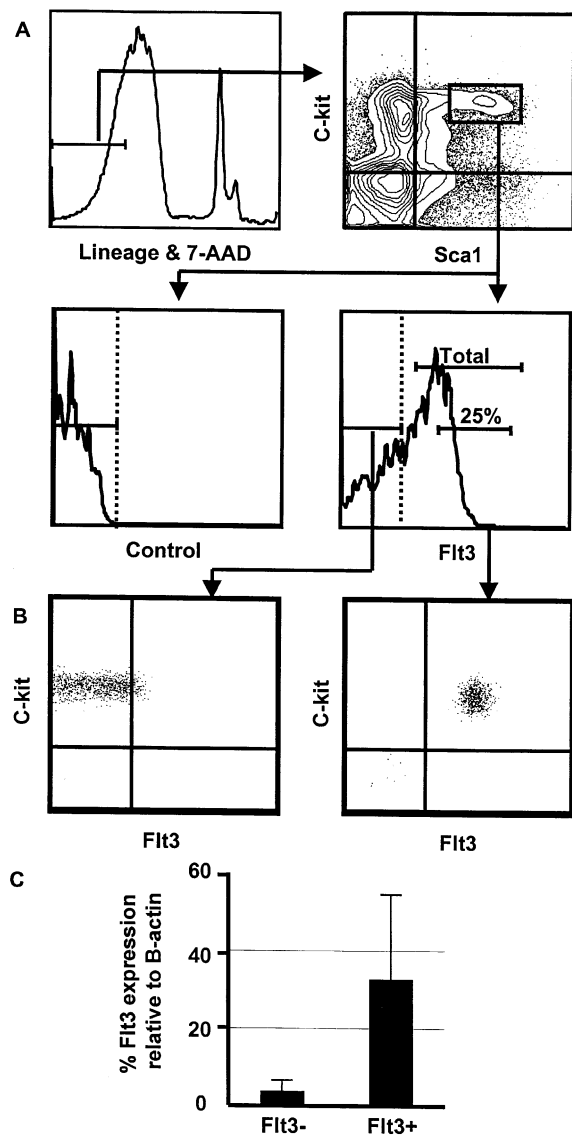 A
C-kit
Lineage & 7-AAD
Sca1
Total
25%
Control
Flt3
B
C-kit
C-kit
Flt3
Flt3
C
% Flt3 expression
relative to B-actin
60
40
20
0
Flt3-
Flt3+